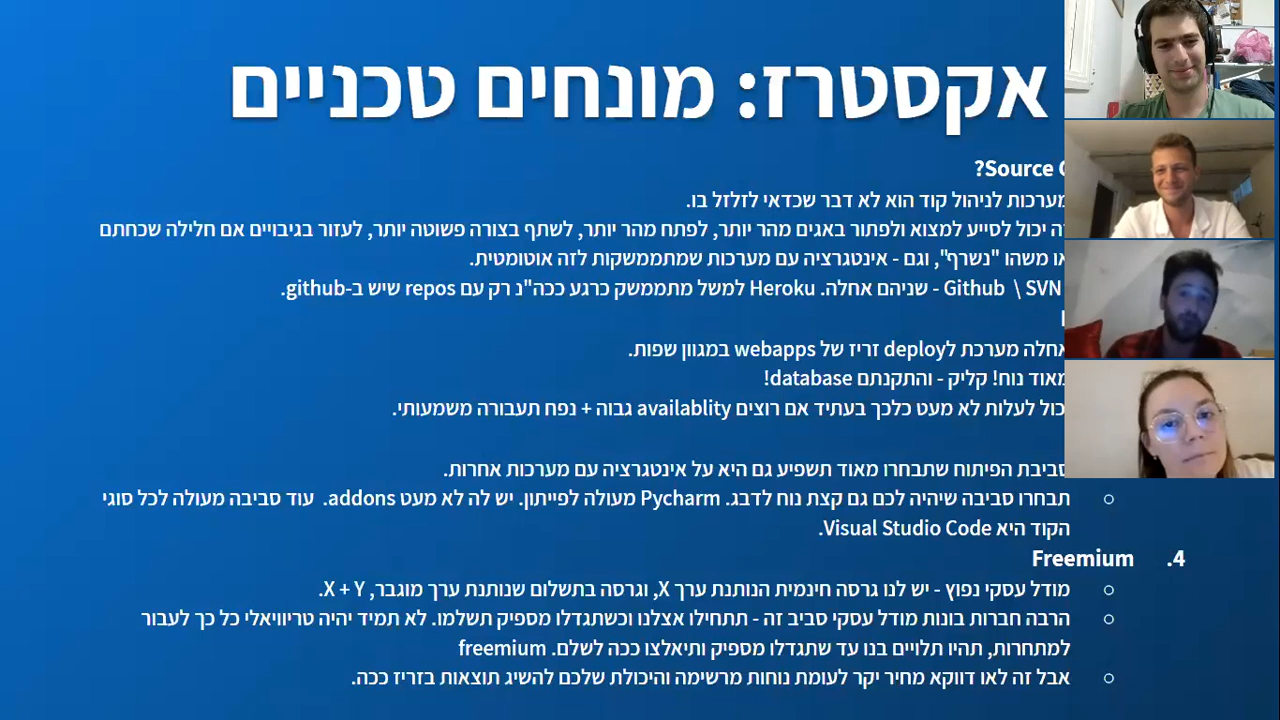 אקסטרז: מונחים טכניים
Source?
מערכות לניהול קוד הוא לא דבר שכדאי לזלזל בו.
זה יכול לסייע למצוא ולפתור באגים מהר יותר, לפתח מהר יותר, לשתף בצורה פשוטה יותר, לעזור בגיבויים אם חלילה שכחתם
או משהו "נשרף", וגם - אינטגרציה עם מערכות שמתממשקות לזה אוטומטית.
Github \ SVN - שניהם אחלה. Heroku למשל מתממשק כרגע ככה"נ רק עם repos שיש ב-github.
אחלה מערכת לdeploy זריז של webapps במגוון שפות.
מאוד נוח! קליק - והתקנתם database!
יכול לעלות לא מעט כלכך בעתיד אם רוצים availablity גבוה + נפח תעבורה משמעותי.
סביבת הפיתוח שתבחרו מאוד תשפיע גם היא על אינטגרציה עם מערכות אחרות.
○ תבחרו סביבה שיהיה לכם גם קצת נוח לדבג. Pycharm מעולה לפייתון. יש לה לא מעט addons. עוד סביבה מעולה לכל סוגי
הקוד היא Visual Studio Code.
4. Freemium
○ מודל עסקי נפוץ - יש לנו גרסה חינמית הנותנת ערך X, וגרסה בתשלום שנותנת ערך מוגבר, X + Y.
○ הרבה חברות בונות מודל עסקי סביב זה - תתחילו אצלנו וכשתגדלו מספיק תשלמו. לא תמיד יהיה טריוויאלי כל כך לעבור
למתחרות, תהיו תלויים בנו עד שתגדלו מספיק ותיאלצו ככה לשלם. freemium
○ אבל זה לאו דווקא מחיר יקר לעומת נוחות מרשימה והיכולת שלכם להשיג תוצאות בזריז ככה.